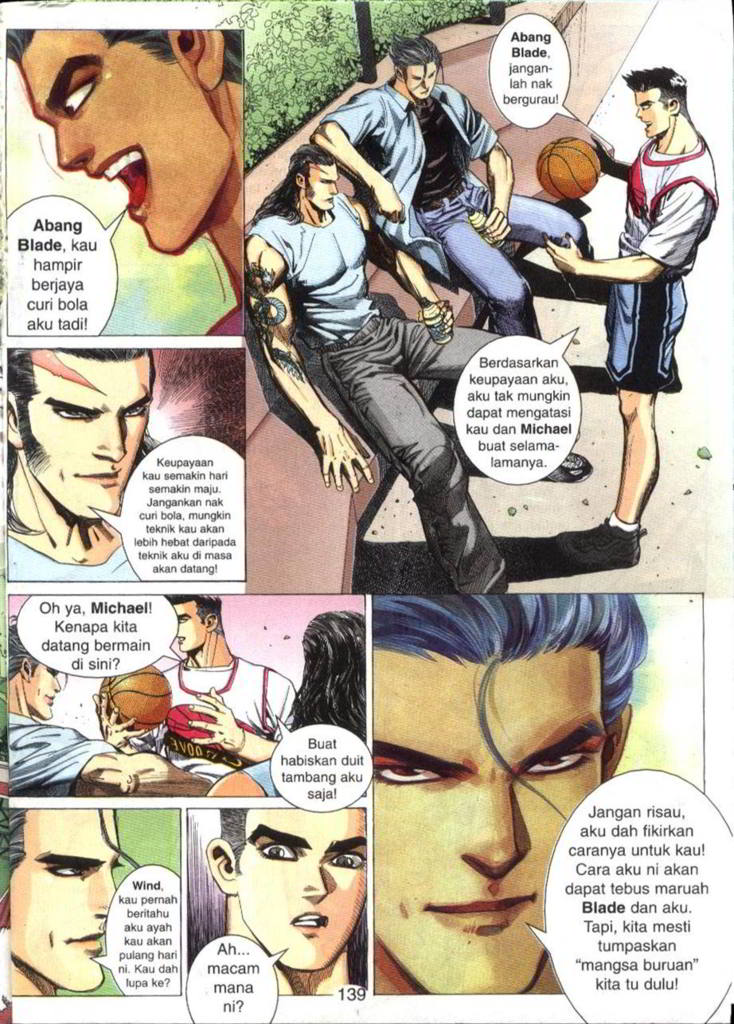 Abang
Blade, kau
hampir
berjaya
curi bola
aku tadi!
Abang
Blade,
jangan-
lah nak
bergurau!
Berdasarkan
keupayaan aku,
aku tak mungkin
dapat mengatasi
kau dan Michael
buat selama-
lamanya.
Keupayaan
kau semakin hari
semakin maju.
Jangankan nak
curi bola, mungkin
teknik kau akan
lebih hebat daripada
teknik aku di masa
akan datang!
Oh ya, Michael!
Kenapa kita
datang bermain
di sini?
Buat
habiskan duit
tambang aku
saja!
Jangan risau,
aku dah fikirkan
caranya untuk kau!
Cara aku ni akan
dapat tebus maruah
Blade dan aku.
Tapi, kita mesti
tumpaskan
"mangsa buruan"
kita tu dulu!
Wind,
kau pernah
beritahu
aku ayah
kau akan
pulang hari
ni. Kau dah
lupa ke?
Ah...
macam
mana
ni?
139